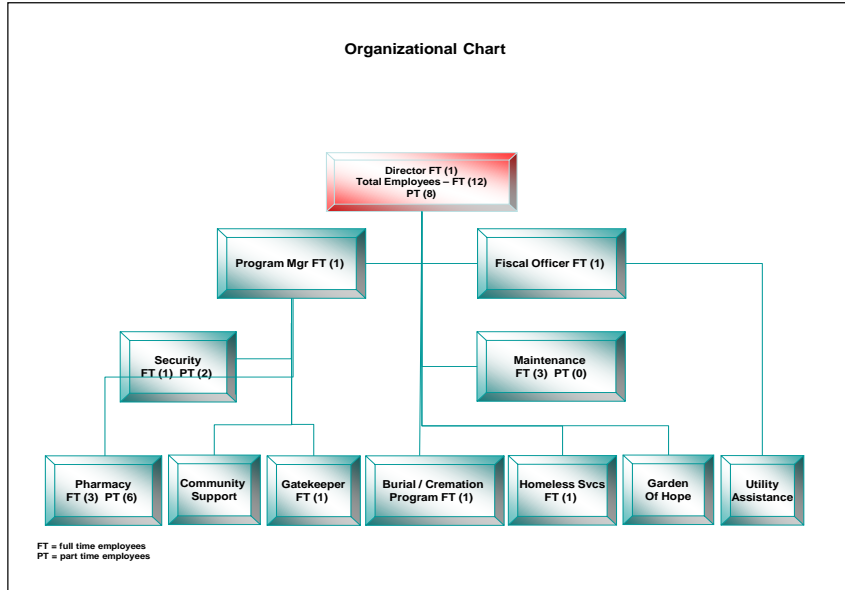 Organizational Chart
Director FT (1)
Total Employees – FT (12)
PT (8)
Program Mgr FT (1)
Fiscal Officer FT (1)
Security
FT (1) PT (2)
Maintenance
FT (3) PT (0)
Pharmacy
FT (3) PT (6)
Community
Support
Gatekeeper
FT (1)
Burial / Cremation
Program FT (1)
Homeless Svcs
FT (1)
Garden
Of Hope
Utility
Assistance
FT = full time employees
PT = part time employees